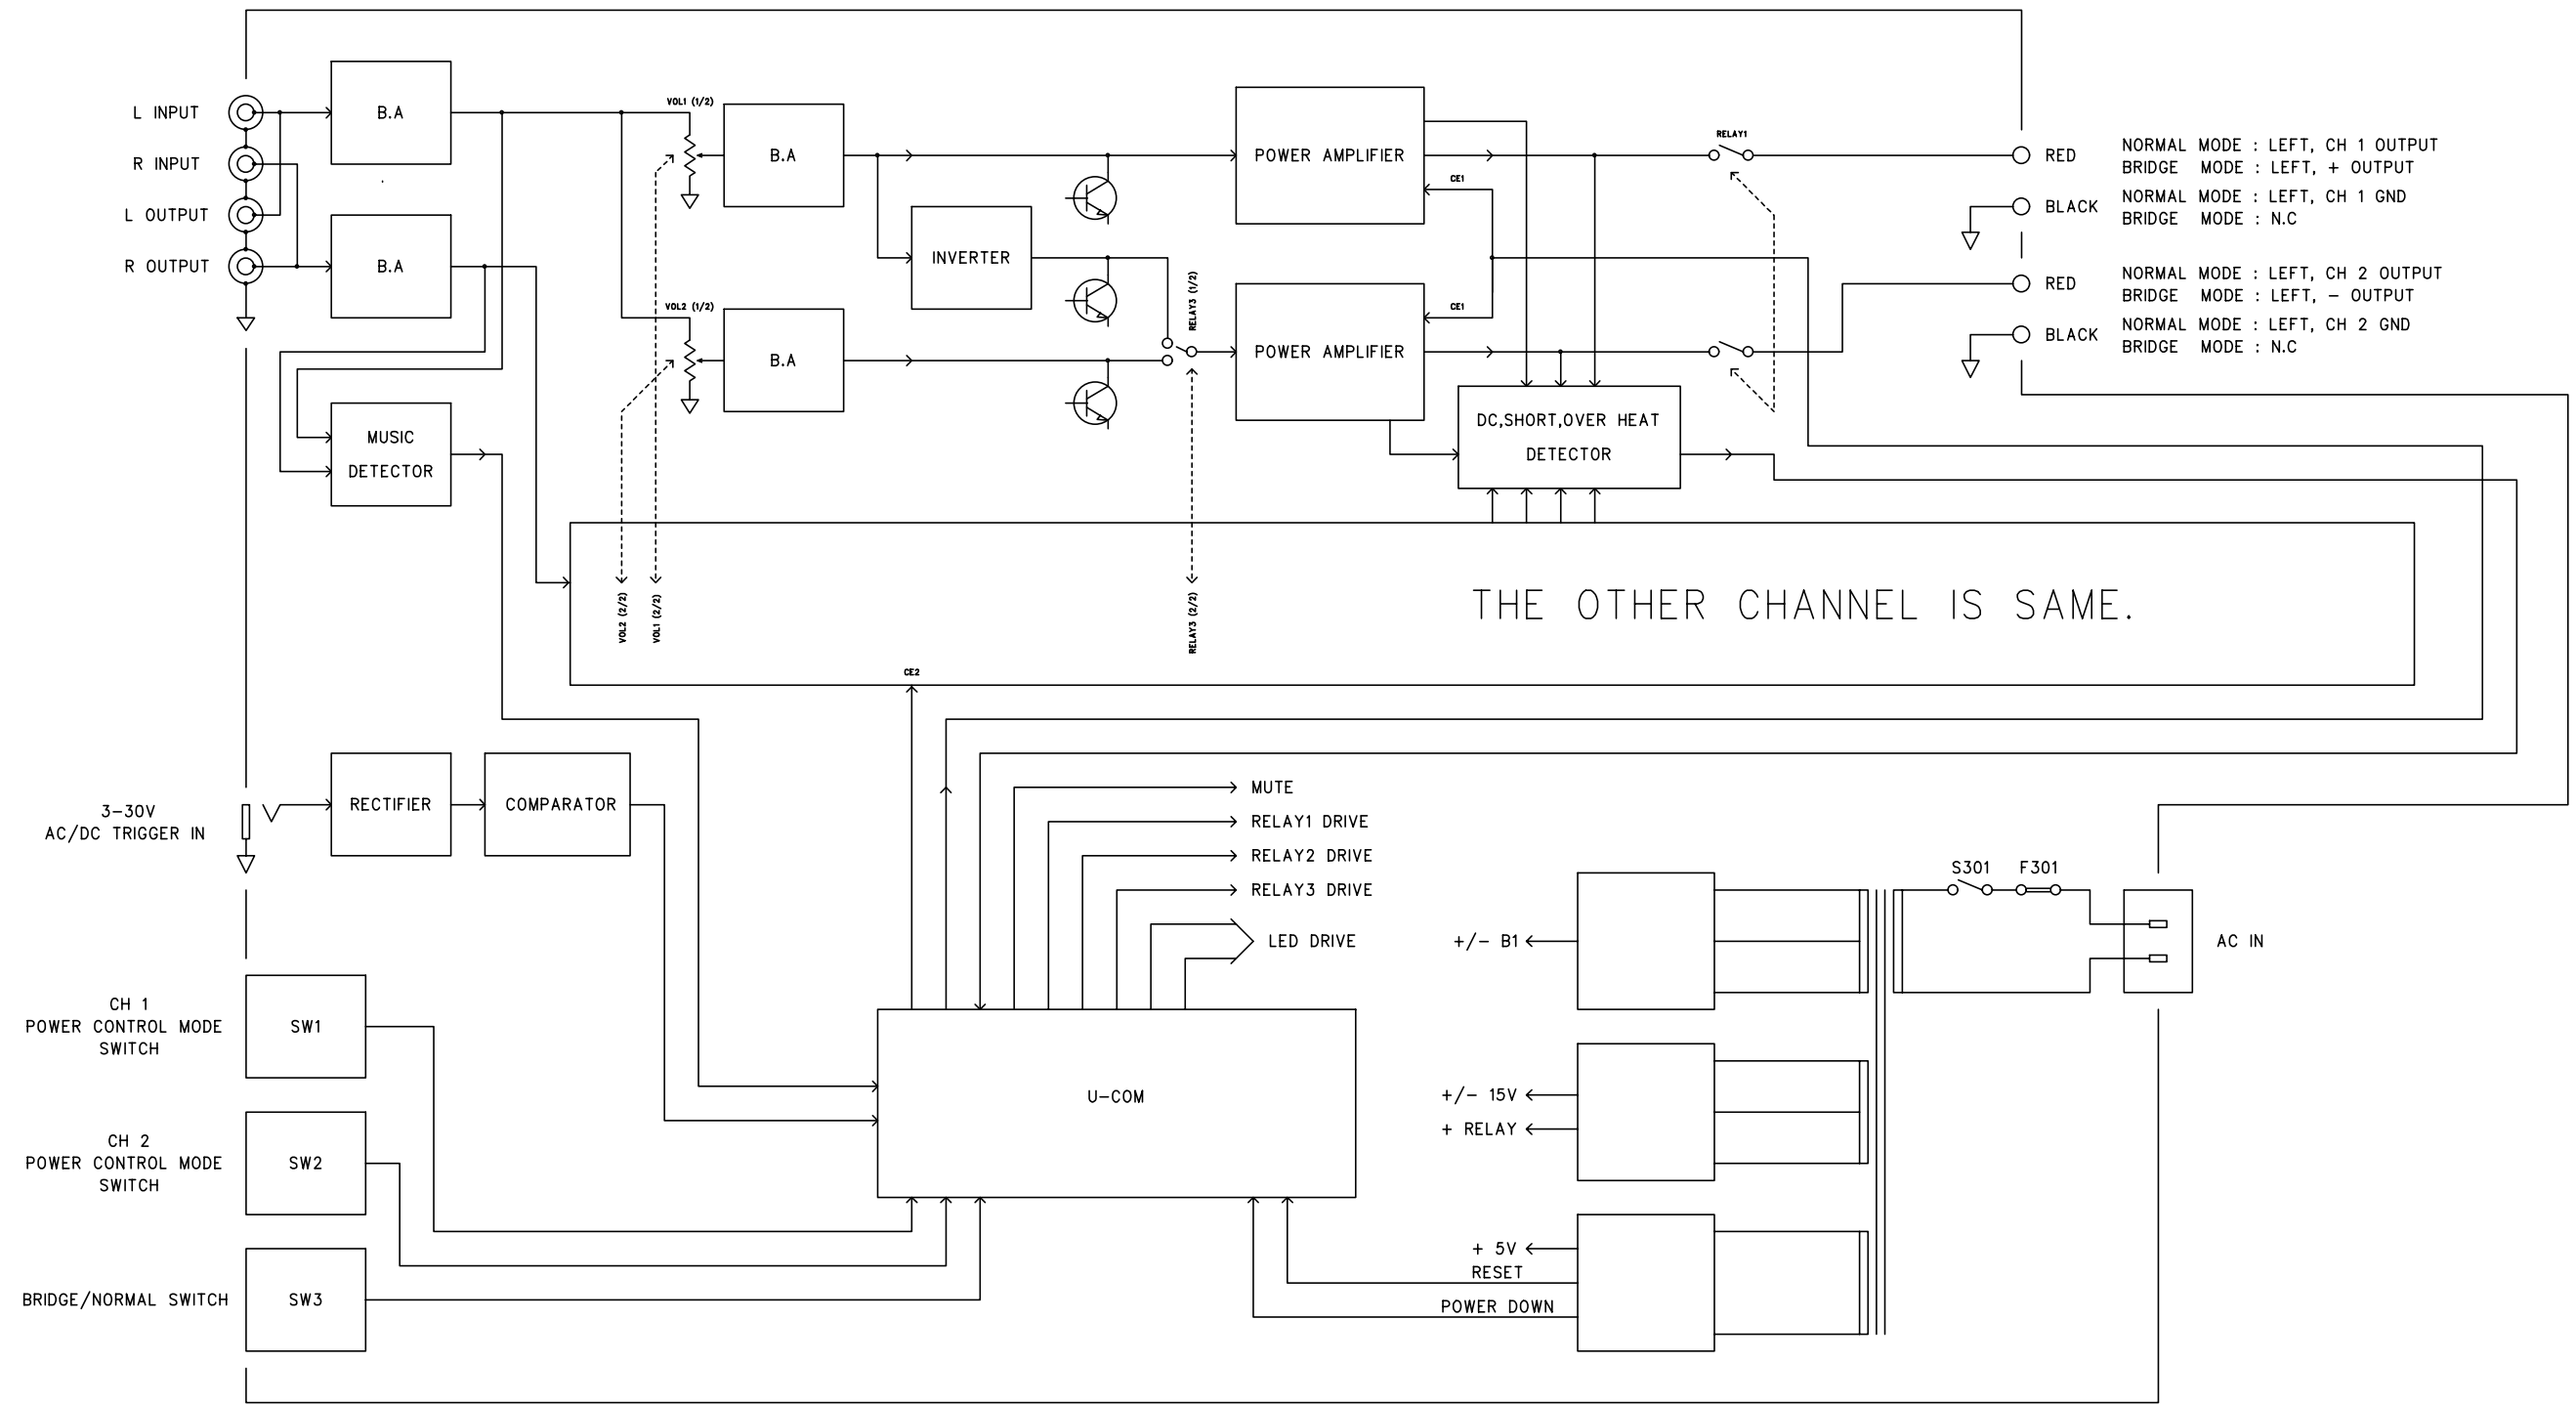 L INPUT
R INPUT
L OUTPUT
R OUTPUT
B.A
B.A
VOL1 (1/2)
B.A
INVERTER
VOL2 (1/2)
B.A
RELAY3 (1/2)
POWER AMPLIFIER
CE1
POWER AMPLIFIER
CE1
RELAY1
RED
NORMAL MODE : LEFT, CH 1 OUTPUT
BRIDGE MODE : LEFT, + OUTPUT
BLACK
NORMAL MODE : LEFT, CH 1 GND
BRIDGE MODE : N.C
RED
NORMAL MODE : LEFT, CH 2 OUTPUT
BRIDGE MODE : LEFT, – OUTPUT
BLACK
NORMAL MODE : LEFT, CH 2 GND
BRIDGE MODE : N.C
MUSIC
DETECTOR
DC,SHORT,OVER HEAT
DETECTOR
VOL2 (2/2)
VOL1 (2/2)
RELAY3 (2/2)
THE OTHER CHANNEL IS SAME.
CE2
3–30V
AC/DC TRIGGER IN
RECTIFIER
COMPARATOR
MUTE
RELAY1 DRIVE
RELAY2 DRIVE
RELAY3 DRIVE
LED DRIVE
S301
F301
AC IN
+/– B1
CH 1
POWER CONTROL MODE
SWITCH
SW1
U–COM
+/– 15V
+ RELAY
CH 2
POWER CONTROL MODE
SWITCH
SW2
+ 5V
RESET
POWER DOWN
BRIDGE/NORMAL SWITCH
SW3